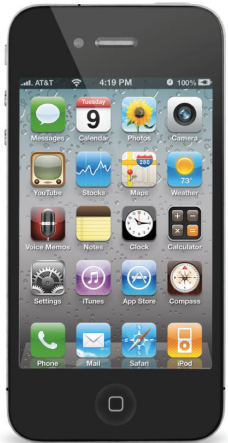 AT&T 4:19 PM 100%
Tuesday
9
280
73°
Messages Calendar Photos Camera
YouTube Stocks Maps Weather
Voice Memos Notes Clock Calculator
Settings iTunes App Store Compass
Phone Mail Safari iPod